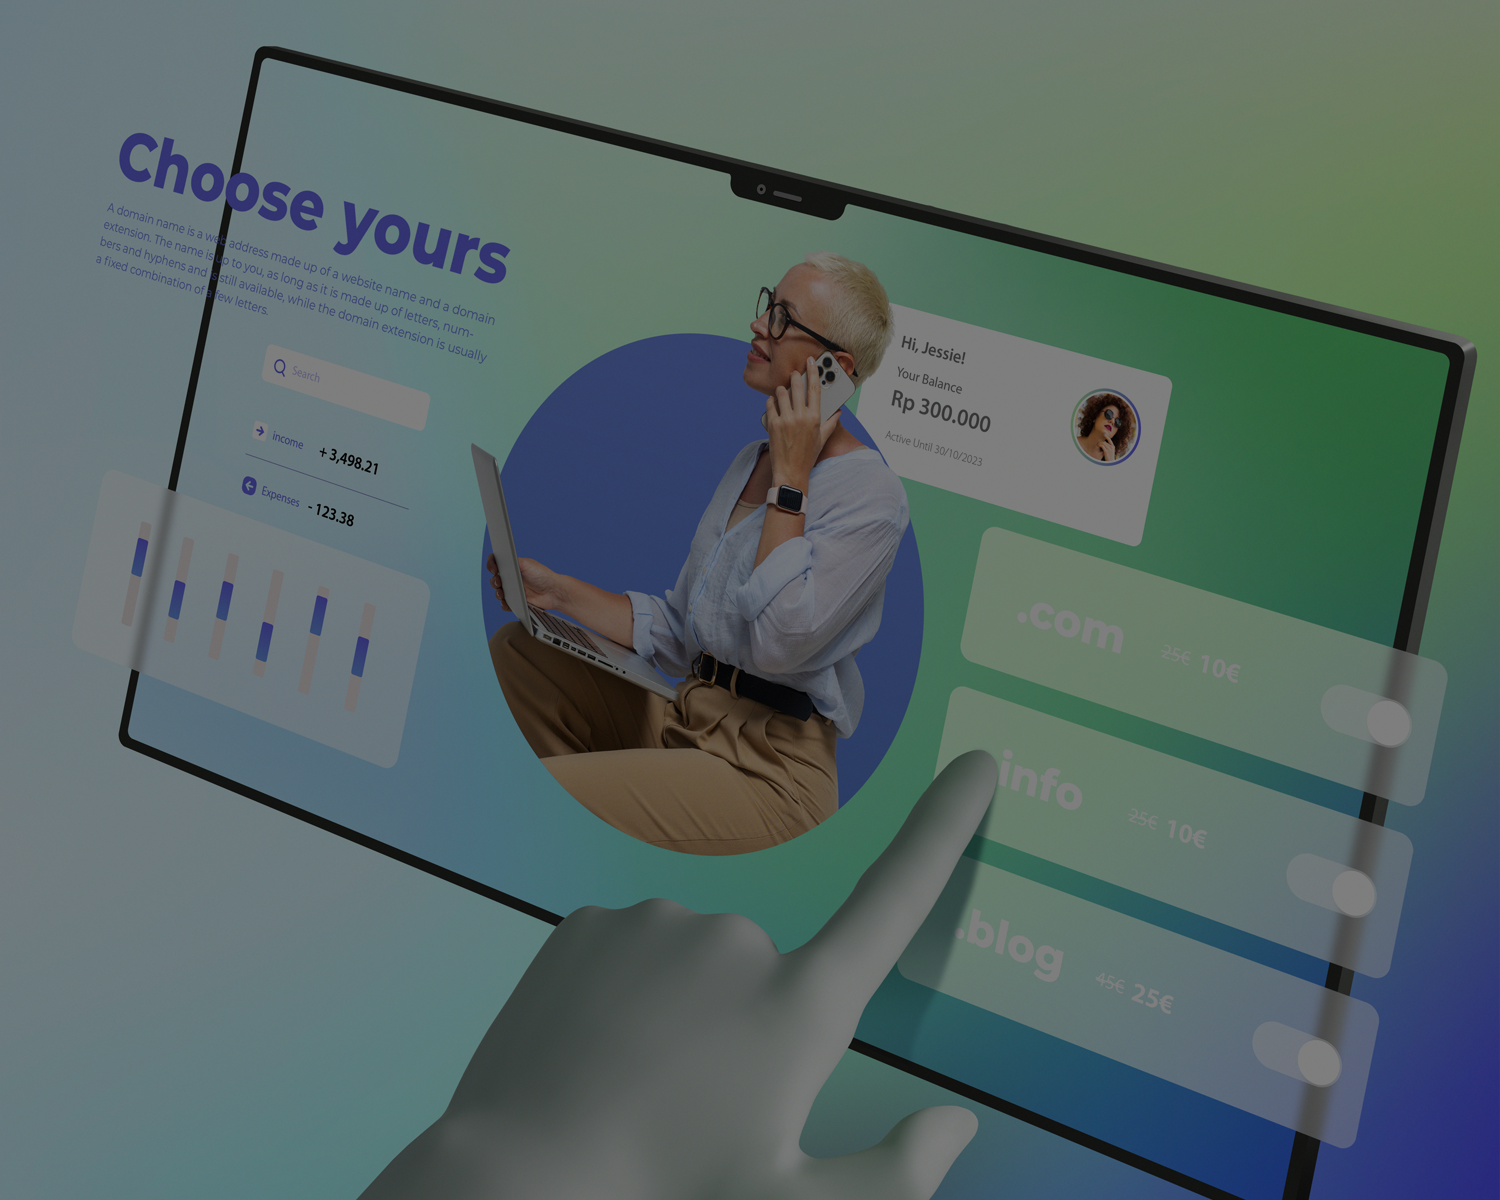 Choose yours
A domain name is a web address made up of a website name and a domain
extension. The name is up to you, as long as it is made up of letters, num-
bers and hyphens and is still available, while the domain extension is usually
a fixed combination of a few letters.
Search
income + 3,498.21
Expenses - 123.38
Hi, Jessie!
Your Balance
Rp 300.000
Active Until 30/10/2023
.com 25€ 10€
info 25€ 10€
.blog 45€ 25€